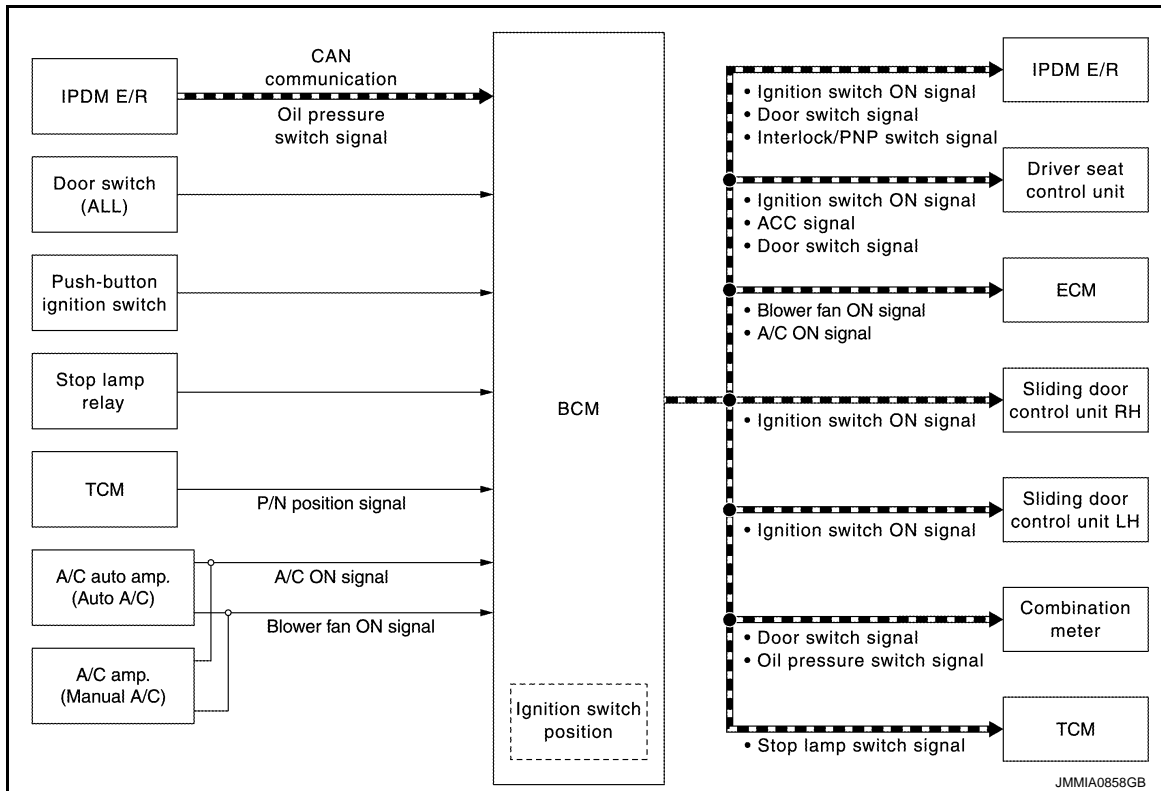 IPDM E/R
CAN
communication
Oil pressure
switch signal
Door switch
(ALL)
Push-button
ignition switch
Stop lamp
relay
TCM
P/N position signal
A/C auto amp.
(Auto A/C)
A/C ON signal
Blower fan ON signal
A/C amp.
(Manual A/C)
BCM
Ignition switch
position
IPDM E/R
• Ignition switch ON signal
• Door switch signal
• Interlock/PNP switch signal
Driver seat
control unit
• Ignition switch ON signal
• ACC signal
• Door switch signal
ECM
• Blower fan ON signal
• A/C ON signal
Sliding door
control unit RH
• Ignition switch ON signal
Sliding door
control unit LH
• Ignition switch ON signal
Combination
meter
• Door switch signal
• Oil pressure switch signal
TCM
• Stop lamp switch signal
JMMIA0858GB